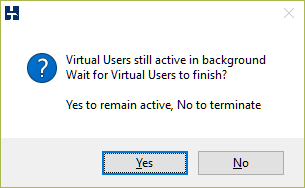 Virtual Users still active in background
Wait for Virtual Users to finish?
Yes to remain active, No to terminate
Yes
No